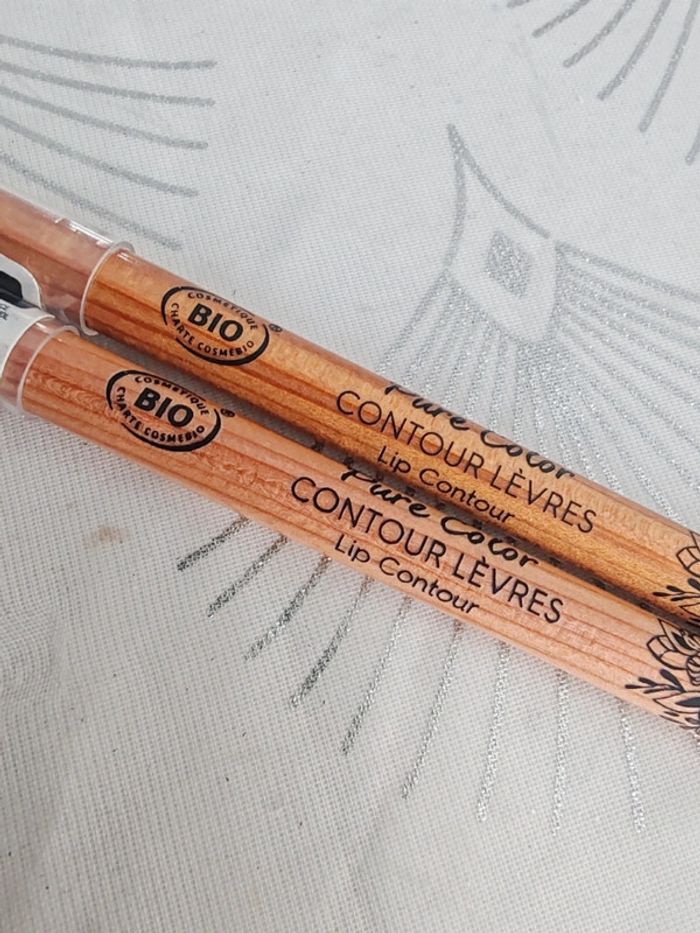 COSMETIQUE
BIO
CHARTE COSMEBIO
®
Pure Color
CONTOUR LÈVRES
Lip Contour
COSMETIQUE
BIO
CHARTE COSMEBIO
®
Pure Color
CONTOUR LÈVRES
Lip Contour